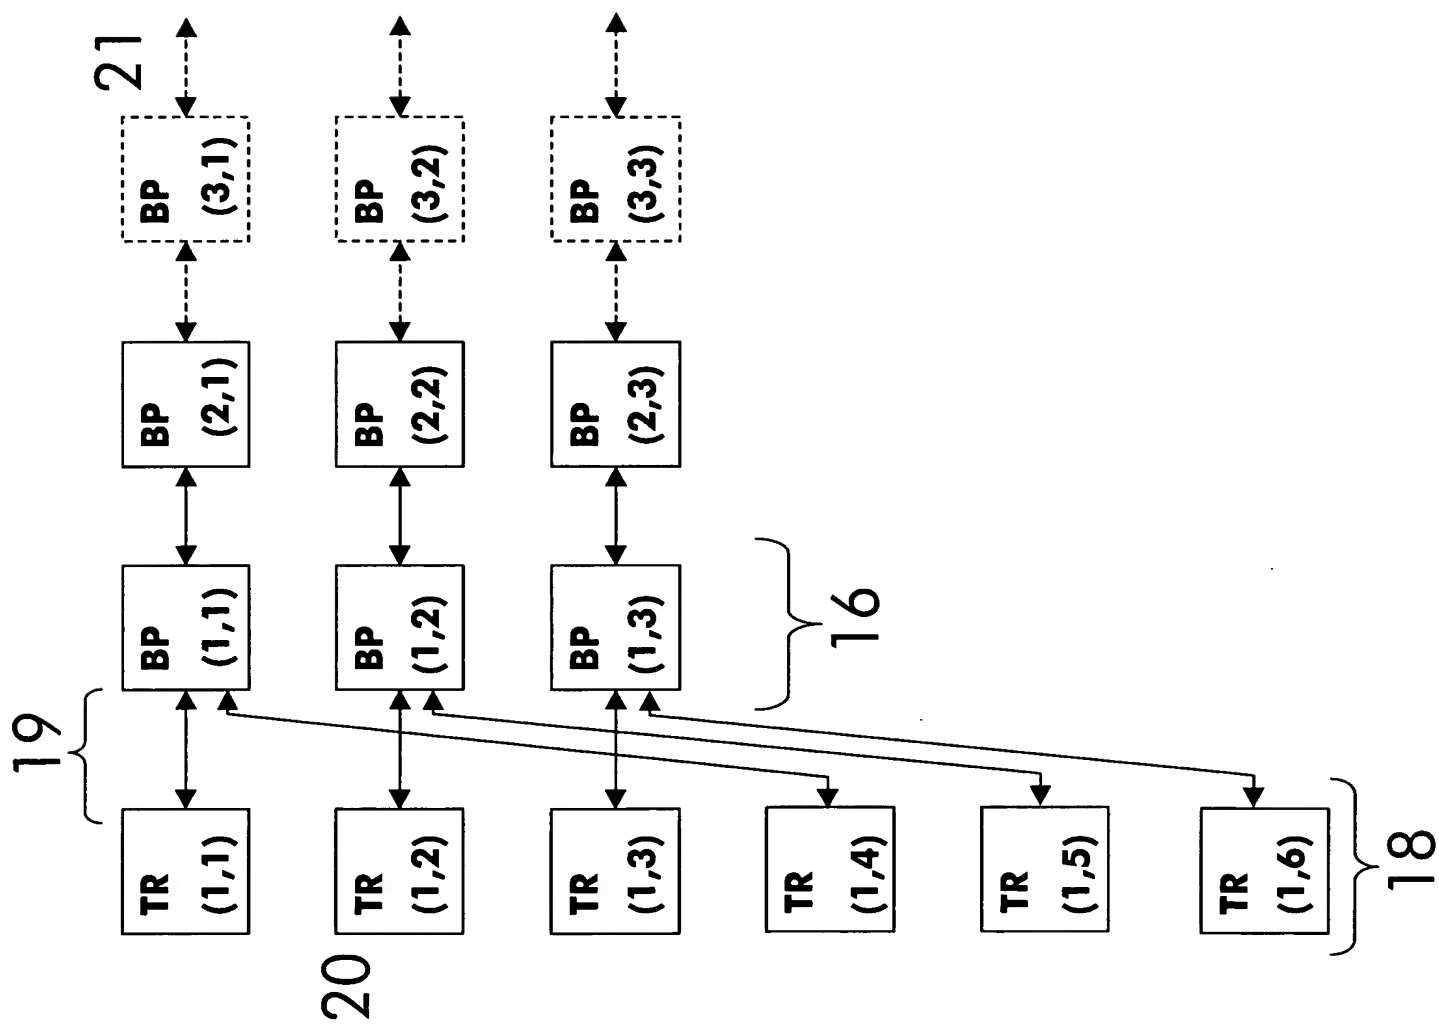 19
21
TR
(1,1)
BP
(1,1)
BP
(2,1)
BP
(3,1)
20
TR
(1,2)
BP
(1,2)
BP
(2,2)
BP
(3,2)
TR
(1,3)
BP
(1,3)
BP
(2,3)
BP
(3,3)
TR
(1,4)
16
TR
(1,5)
TR
(1,6)
18